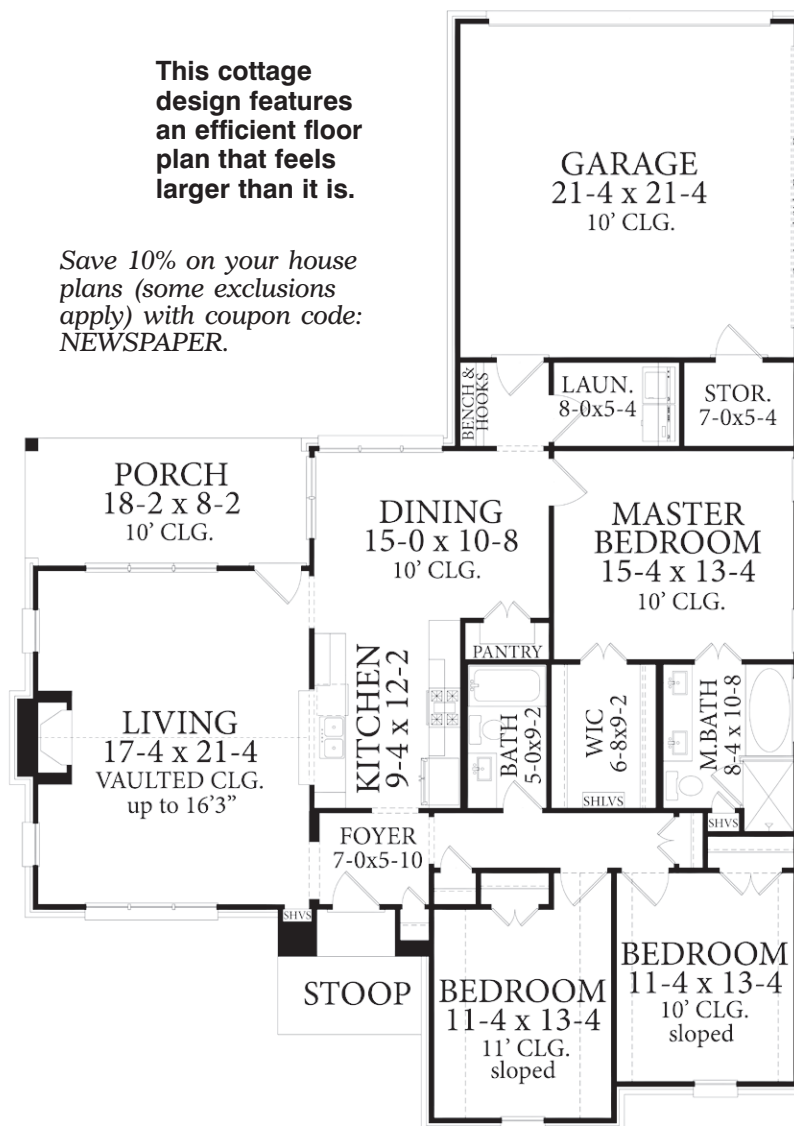 This cottage
design features
an efficient floor
plan that feels
larger than it is.
Save 10% on your house
plans (some exclusions
apply) with coupon code:
NEWSPAPER.
GARAGE
21-4 x 21-4
10' CLG.
BENCH &
HOOKS
LAUN.
8-0x5-4
STOR.
7-0x5-4
PORCH
18-2 x 8-2
10' CLG.
DINING
15-0 x 10-8
10' CLG.
MASTER
BEDROOM
15-4 x 13-4
10' CLG.
PANTRY
LIVING
17-4 x 21-4
VAULTED CLG.
up to 16'3"
KITCHEN
9-4 x 12-2
BATH
5-0x9-2
WIC
6-8x9-2
SHLVS
M.BATH
8-4 x 10-8
SHVS
FOYER
7-0x5-10
SHVS
STOOP
BEDROOM
11-4 x 13-4
11' CLG.
sloped
BEDROOM
11-4 x 13-4
10' CLG.
sloped